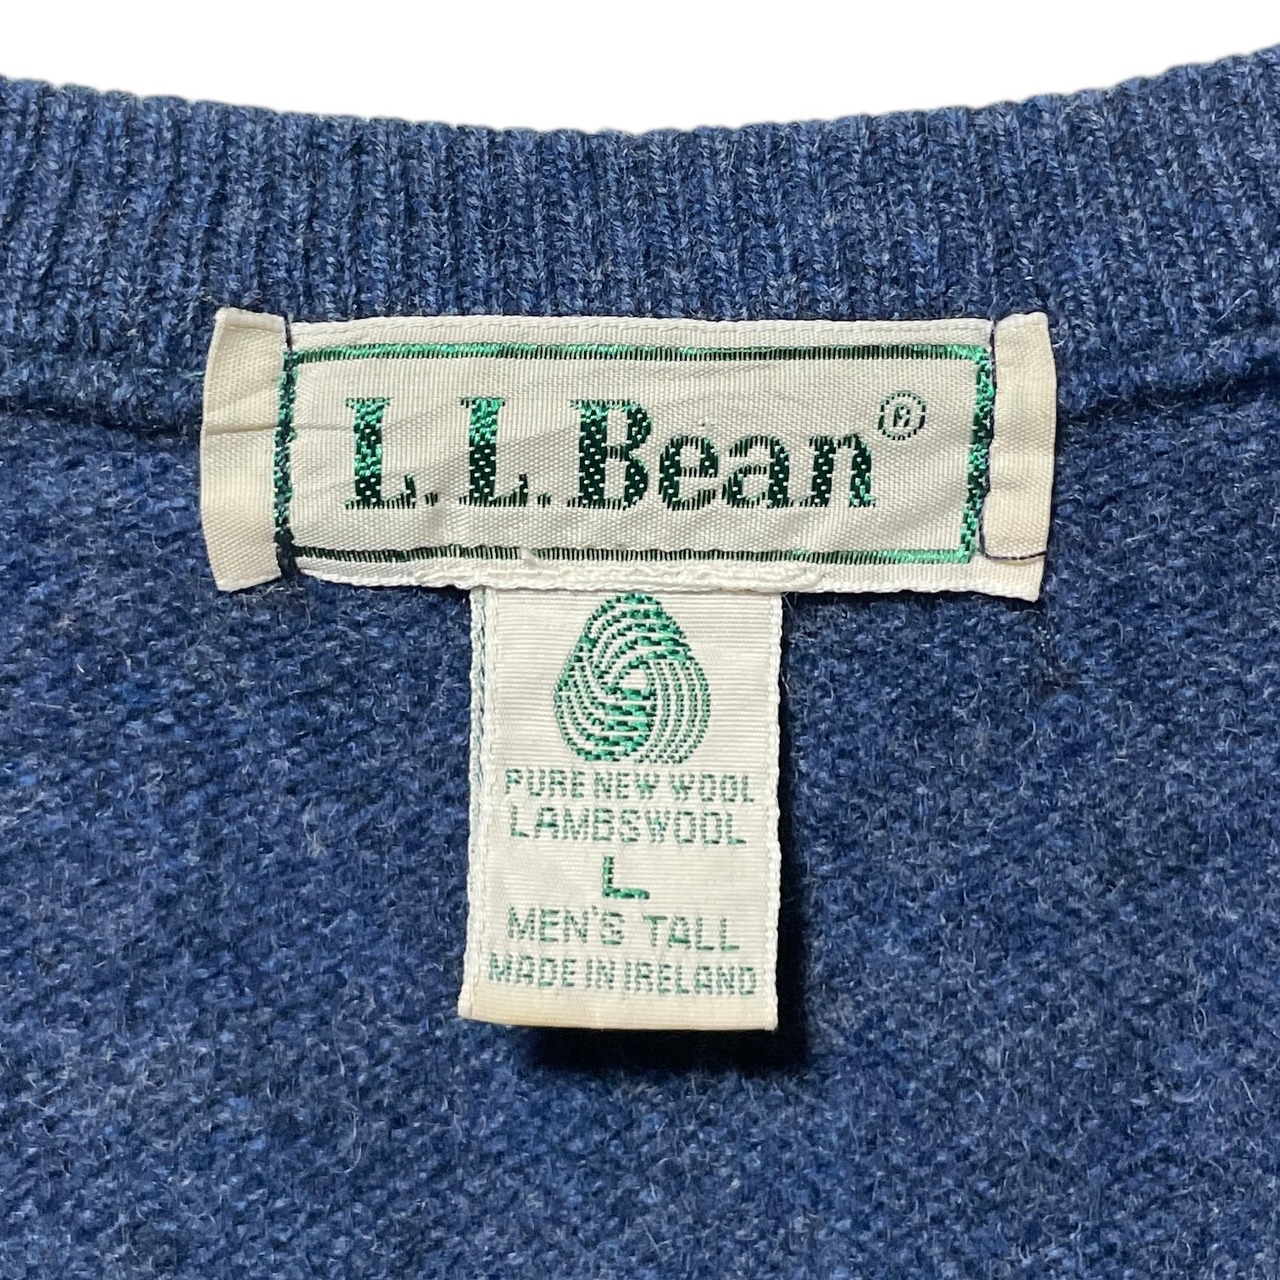 L.L.Bean®
PURE NEW WOOL
LAMBSWOOL
L
MEN'S TALL
MADE IN IRELAND